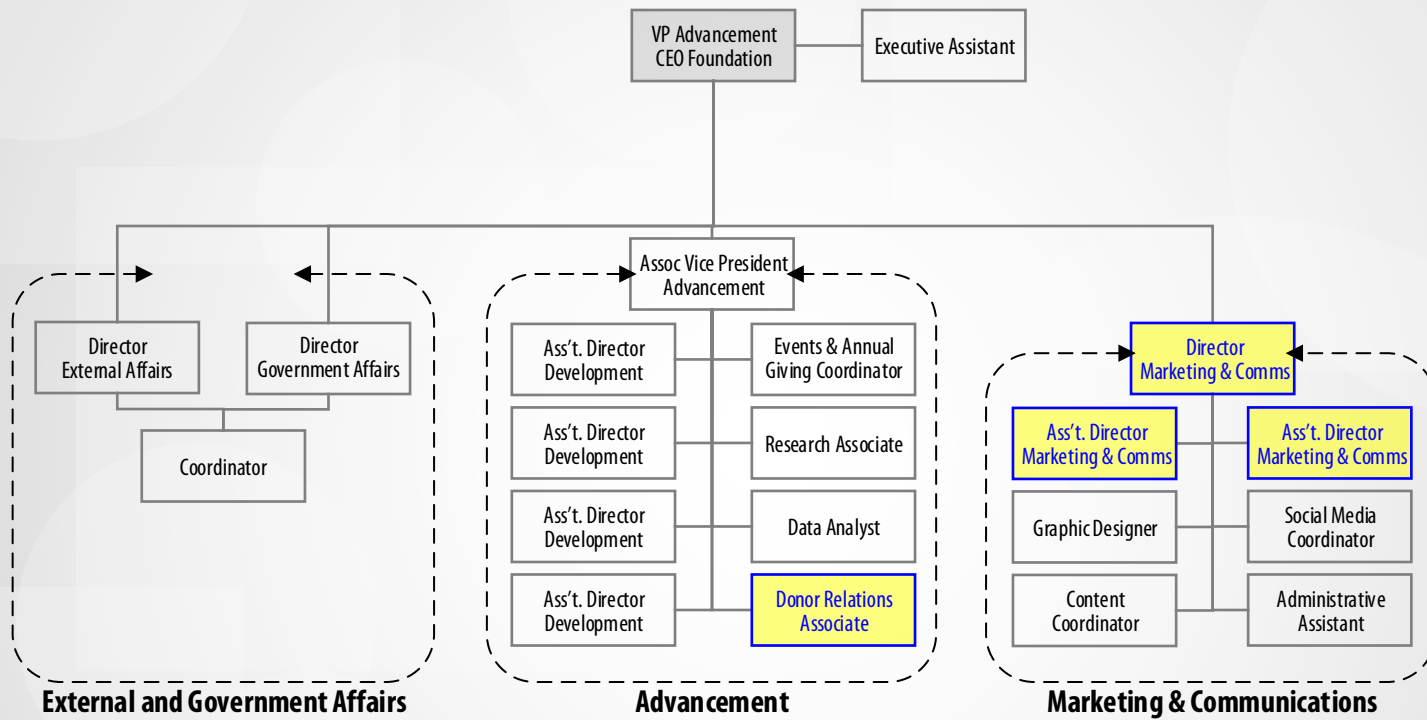 VP Advancement
CEO Foundation
Executive Assistant
Director
External Affairs
Director
Government Affairs
Coordinator
External and Government Affairs
Assoc Vice President
Advancement
Ass't. Director
Development
Events & Annual
Giving Coordinator
Ass't. Director
Development
Research Associate
Ass't. Director
Development
Data Analyst
Ass't. Director
Development
Donor Relations
Associate
Advancement
Director
Marketing & Comms
Ass't. Director
Marketing & Comms
Ass't. Director
Marketing & Comms
Graphic Designer
Social Media
Coordinator
Content
Coordinator
Administrative
Assistant
Marketing & Communications